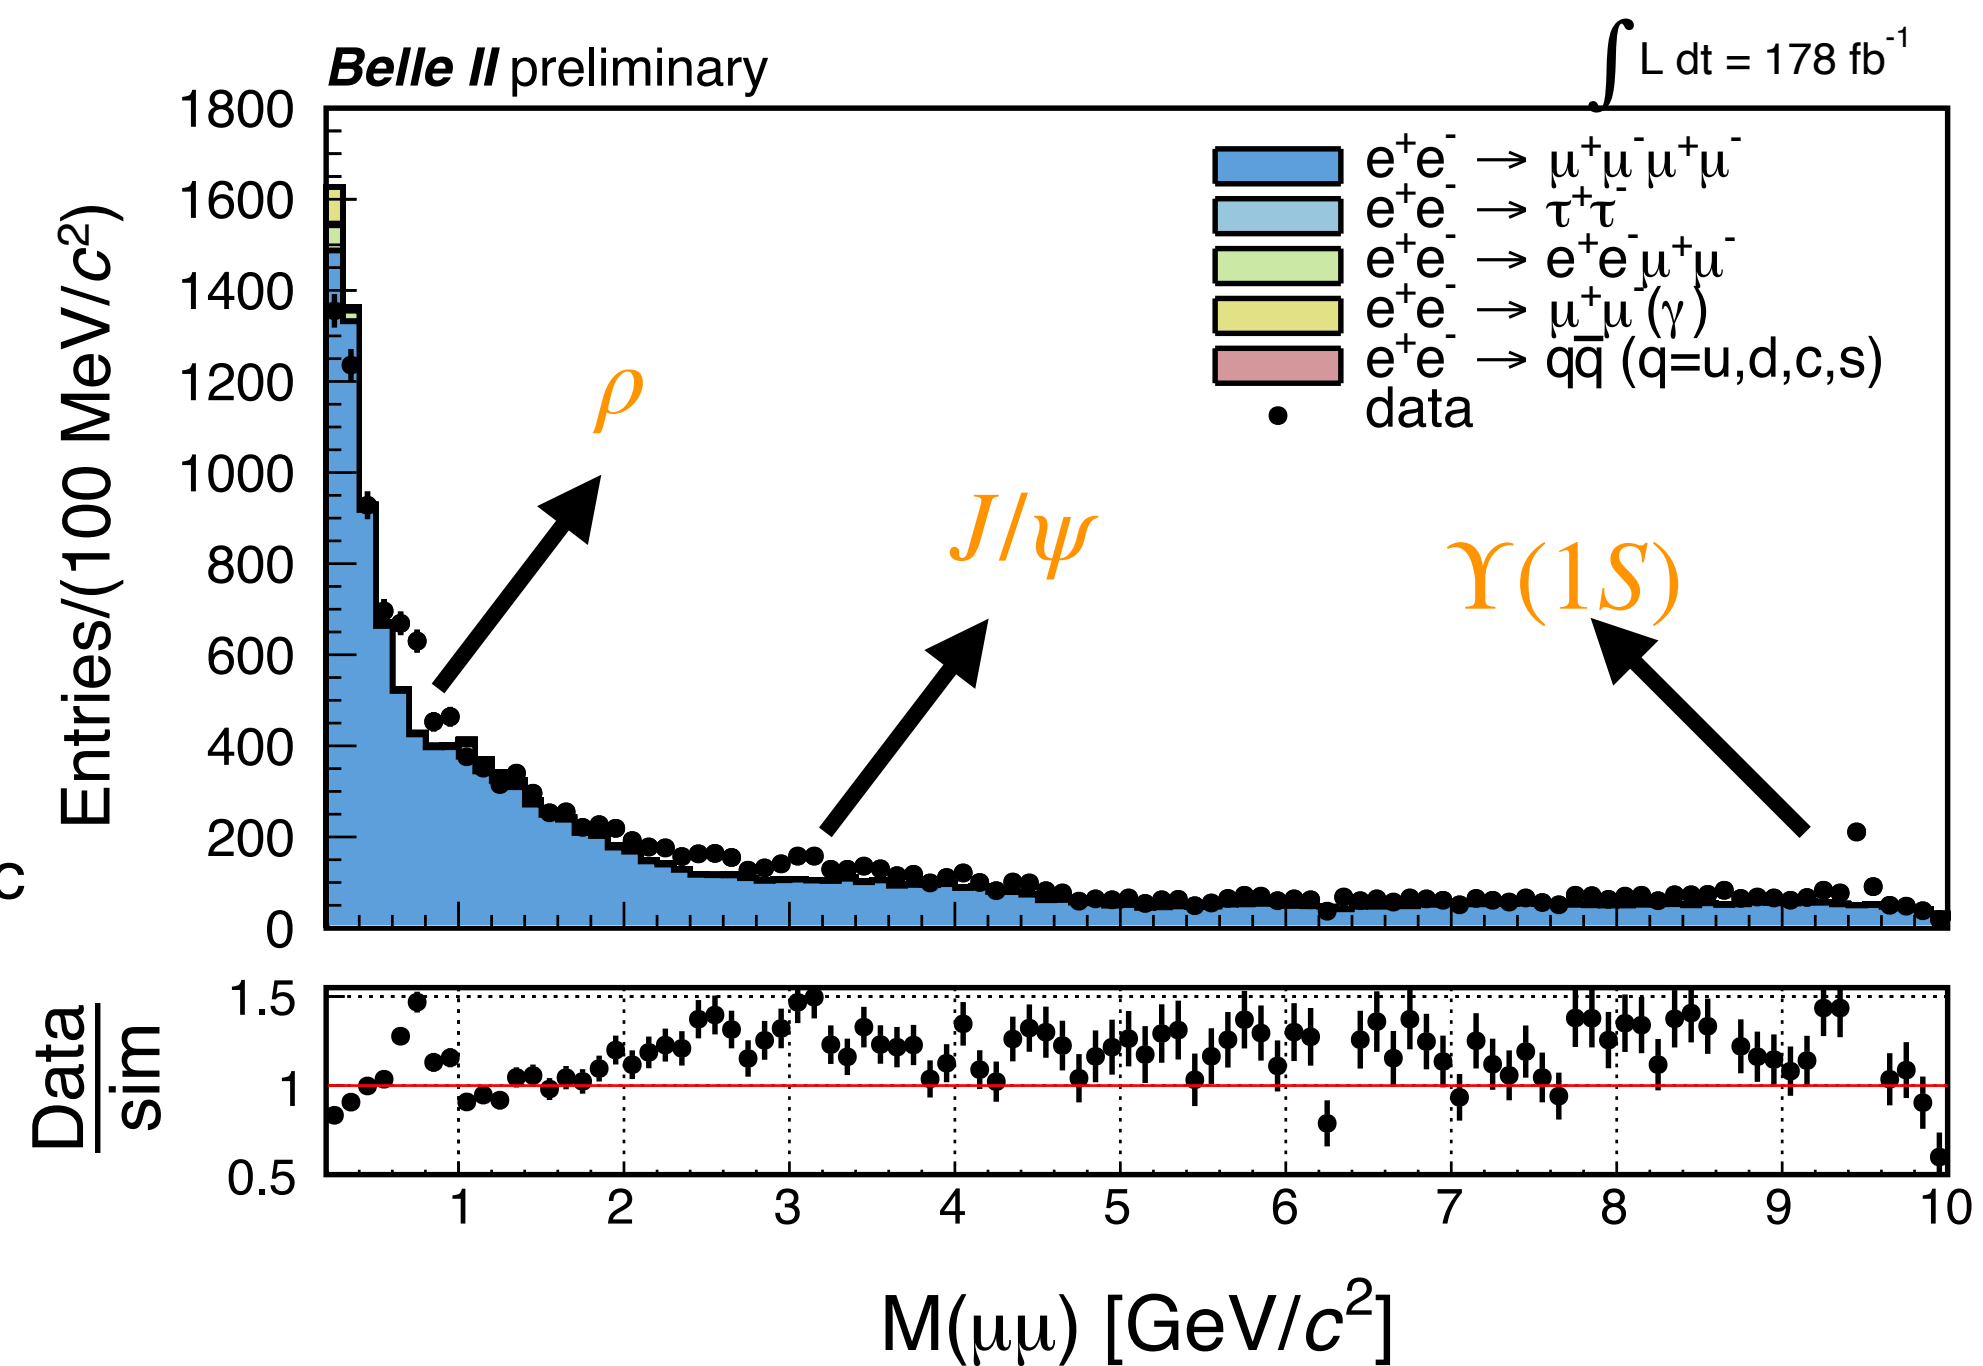 Belle II preliminary
∫ L dt = 178 fb⁻¹
Entries/(100 MeV/c²)
1800
1600
1400
1200
1000
800
600
400
200
0
e⁺e⁻ → μ⁺μ⁻μ⁺μ⁻
e⁺e⁻ → τ⁺τ⁻
e⁺e⁻ → e⁺e⁻μ⁺μ⁻
e⁺e⁻ → μ⁺μ⁻(γ)
e⁺e⁻ → qq̅ (q=u,d,c,s)
data
ρ
J/ψ
ϒ(1S)
c
Data
sim
1.5
1
0.5
1 2 3 4 5 6 7 8 9 10
M(μμ) [GeV/c²]